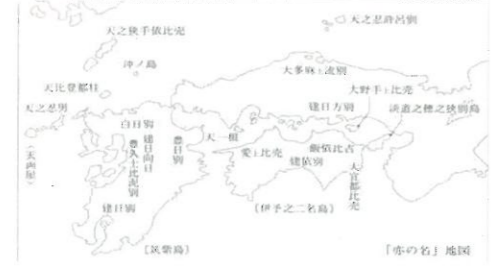 天之忍許呂別
天之狭手依比売
沖ノ島
大多麻上流別
天比登都柱
大野手上比売
天之忍男
建日方別
淡道之穂之狭別島
白日別
豊日別
天一根
建日向日
豊久士比泥別
愛上比売
飯依比古
建依別
大宜都比売
(天両屋)
建日別
[筑紫島]
[伊予之二名島]
「亦の名」地図